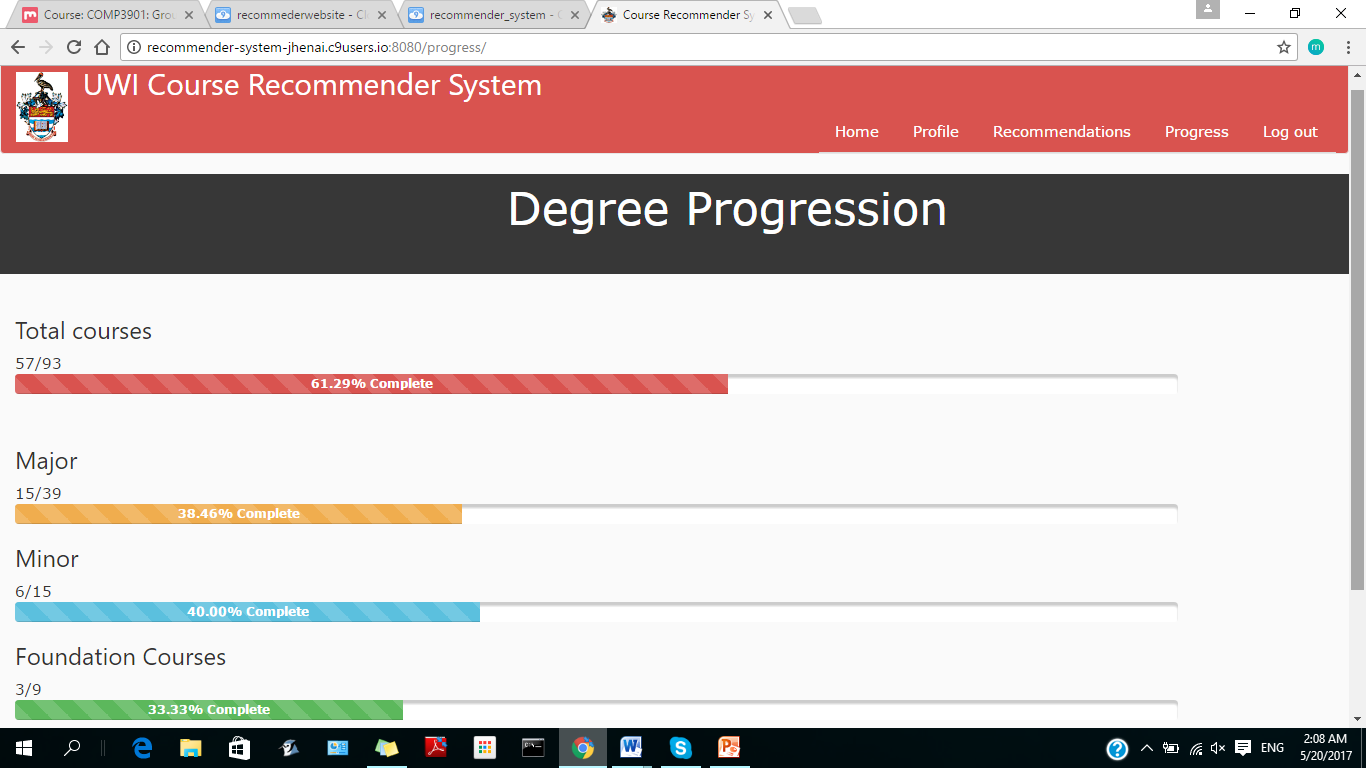 Course: COMP3901: Grou
recommederwebsite - Cl
recommender_system - C
Course Recommender Sy
recommender-system-jhenai.c9users.io:8080/progress/
m
UWI Course Recommender System
Home Profile Recommendations Progress Log out
Degree Progression
Total courses
57/93
61.29% Complete
Major
15/39
38.46% Complete
Minor
6/15
40.00% Complete
Foundation Courses
3/9
33.33% Complete
ENG
2:08 AM
5/20/2017